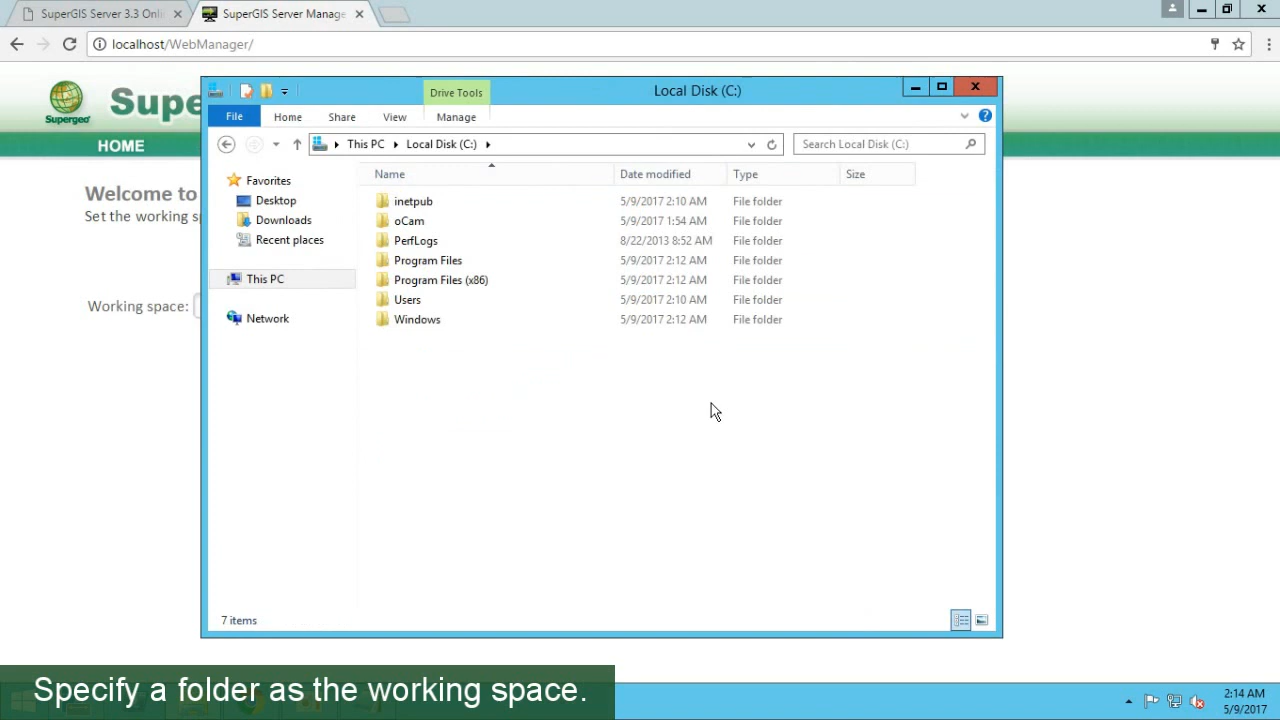 SuperGIS Server 3.3 Onli
SuperGIS Server Manage
localhost/WebManager/
Supergeo
Supe
HOME
Welcome to
Set the working sp
Working space:
Drive Tools
Local Disk (C:)
File
Home
Share
View
Manage
This PC
Local Disk (C:)
Search Local Disk (C:)
Name
Date modified
Type
Size
Favorites
Desktop
Downloads
Recent places
This PC
Network
inetpub 5/9/2017 2:10 AM File folder
oCam 5/9/2017 1:54 AM File folder
PerfLogs 8/22/2013 8:52 AM File folder
Program Files 5/9/2017 2:12 AM File folder
Program Files (x86) 5/9/2017 2:12 AM File folder
Users 5/9/2017 2:10 AM File folder
Windows 5/9/2017 2:12 AM File folder
7 items
Specify a folder as the working space.
2:14 AM
5/9/2017